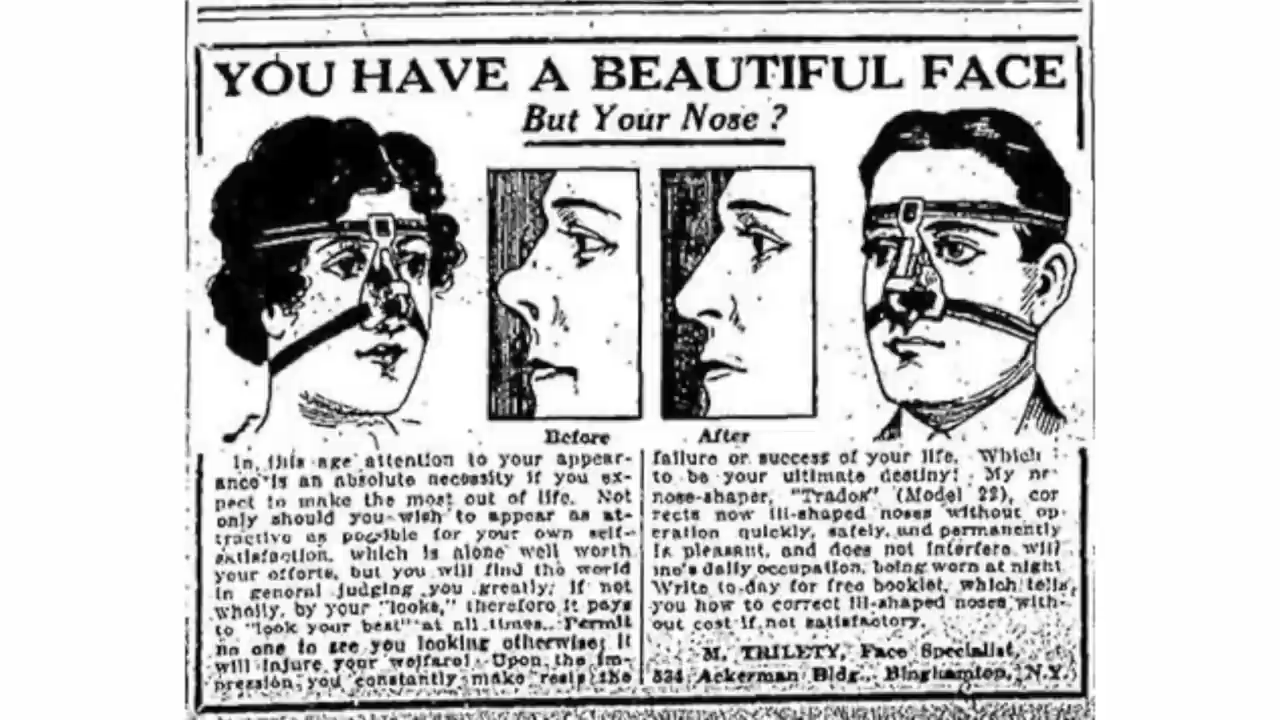 YOU HAVE A BEAUTIFUL FACE
But Your Nose?
Before
After
In this age attention to your appear-
ance is an absolute necessity if you ex-
pect to make the most out of life. Not
only should you wish to appear as at-
tractive as possible for your own self-
satisfaction, which is alone well worth
your efforts, but you will find the world
in general judging you greatly, if not
wholly, by your "looks," therefore it pays
to "look your best" at all times. Permit
no one to see you looking otherwise; it
will injure your welfare! Upon the im-
pression you constantly make rests the
failure or success of your life. Which
to be your ultimate destiny? My
nose-shaper, "Trados" (Model 22), cor
rects now ill-shaped noses without op-
eration quickly, safely, and permanently
Is pleasant, and does not interfere
daily occupation, being worn at night
Write to-day for free booklet, which tells
you how to correct ill-shaped noses with-
out cost if not satisfactory.
M. TRILETY, Face Specialist,
Ackerman Bldg., Binghamton, N.Y.